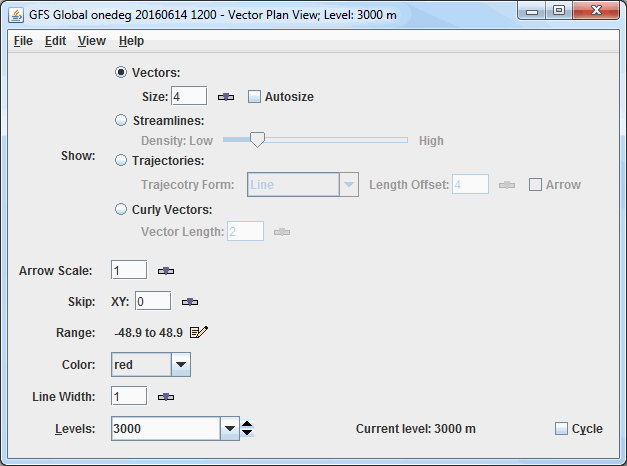 GFS Global onedeg 20160614 1200 - Vector Plan View; Level: 3000 m
File Edit View Help
Vectors:
Size: 4 Autosize
Streamlines:
Density: Low High
Show:
Trajectories:
Trajecotry Form: Line Length Offset: 4 Arrow
Curly Vectors:
Vector Length: 2
Arrow Scale: 1
Skip: XY: 0
Range: -48.9 to 48.9
Color: red
Line Width: 1
Levels: 3000 Current level: 3000 m Cycle